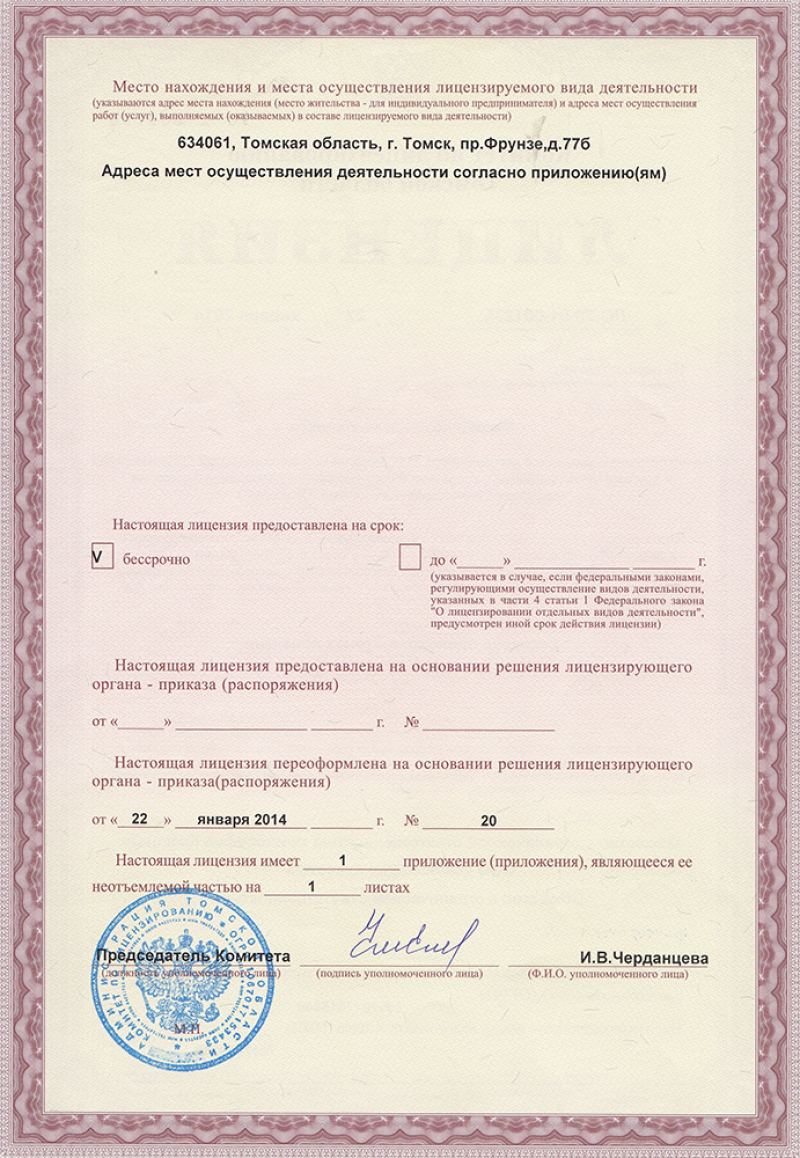 Место нахождения и места осуществления лицензируемого вида деятельности
(указываются адрес места нахождения (место жительства - для индивидуального предпринимателя) и адреса мест осуществления
работ (услуг), выполняемых (оказываемых) в составе лицензируемого вида деятельности)
634061, Томская область, г. Томск, пр.Фрунзе,д.77б
Адреса мест осуществления деятельности согласно приложению(ям)
Настоящая лицензия предоставлена на срок:
V бессрочно
до «______» _______________ ________ г.
(указывается в случае, если федеральными законами,
регулирующими осуществление видов деятельности,
указанных в части 4 статьи 1 Федерального закона
"О лицензировании отдельных видов деятельности",
предусмотрен иной срок действия лицензии)
Настоящая лицензия предоставлена на основании решения лицензирующего
органа - приказа (распоряжения)
от «______» _________________ ________ г. № _________________
Настоящая лицензия переоформлена на основании решения лицензирующего
органа - приказа(распоряжения)
от «22» января 2014 ________ г. № 20
Настоящая лицензия имеет 1 приложение (приложения), являющееся ее
неотъемлемой частью на 1 листах
Председатель Комитета И.В.Черданцева
(должность уполномоченного лица) (подпись уполномоченного лица) (Ф.И.О. уполномоченного лица)
М.П.
АДМИНИСТРАЦИЯ ТОМСКОЙ ОБЛАСТИ
КОМИТЕТ ПО ЛИЦЕНЗИРОВАНИЮ